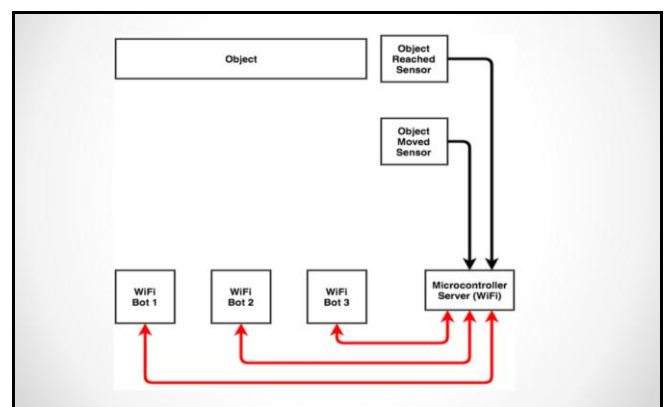 Object
Object
Reached
Sensor
Object
Moved
Sensor
WiFi
Bot 1
WiFi
Bot 2
WiFi
Bot 3
Microcontroller
Server (WiFi)